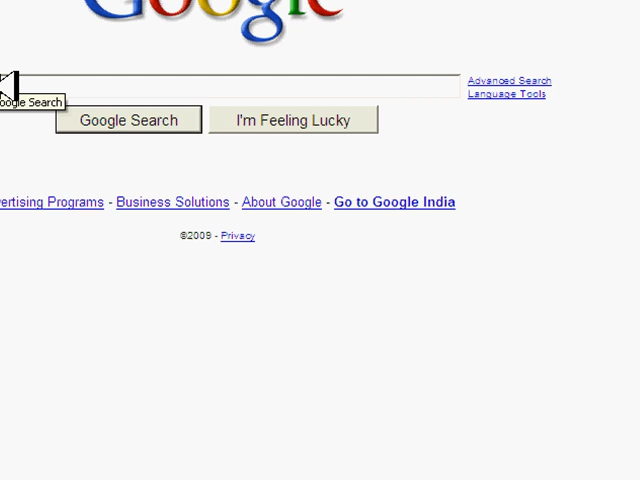 Google
Advanced Search
oogle Search
Language Tools
Google Search I'm Feeling Lucky
ertising Programs - Business Solutions - About Google - Go to Google India
©2009 - Privacy